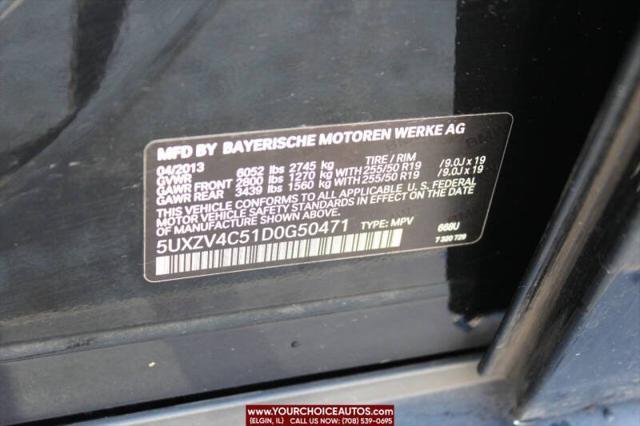 MFD BY BAYERISCHE MOTOREN WERKE AG
04/2013 TIRE / RIM
GVWR 6052 lbs 2745 kg
GAWR FRONT 2800 lbs 1270 kg WITH 255/50 R19 /9.0J x 19
GAWR REAR 3439 lbs 1560 kg WITH 255/50 R19 /9.0J x 19
THIS VEHICLE CONFORMS TO ALL APPLICABLE U.S. FEDERAL
MOTOR VEHICLE SAFETY STANDARDS IN EFFECT ON THE DATE OF
MANUFACTURE SHOWN ABOVE.
5UXZV4C51D0G50471 TYPE: MPV 668U
7 320 729
WWW.YOURCHOICEAUTOS.COM
(ELGIN, IL) (708) 539-0695